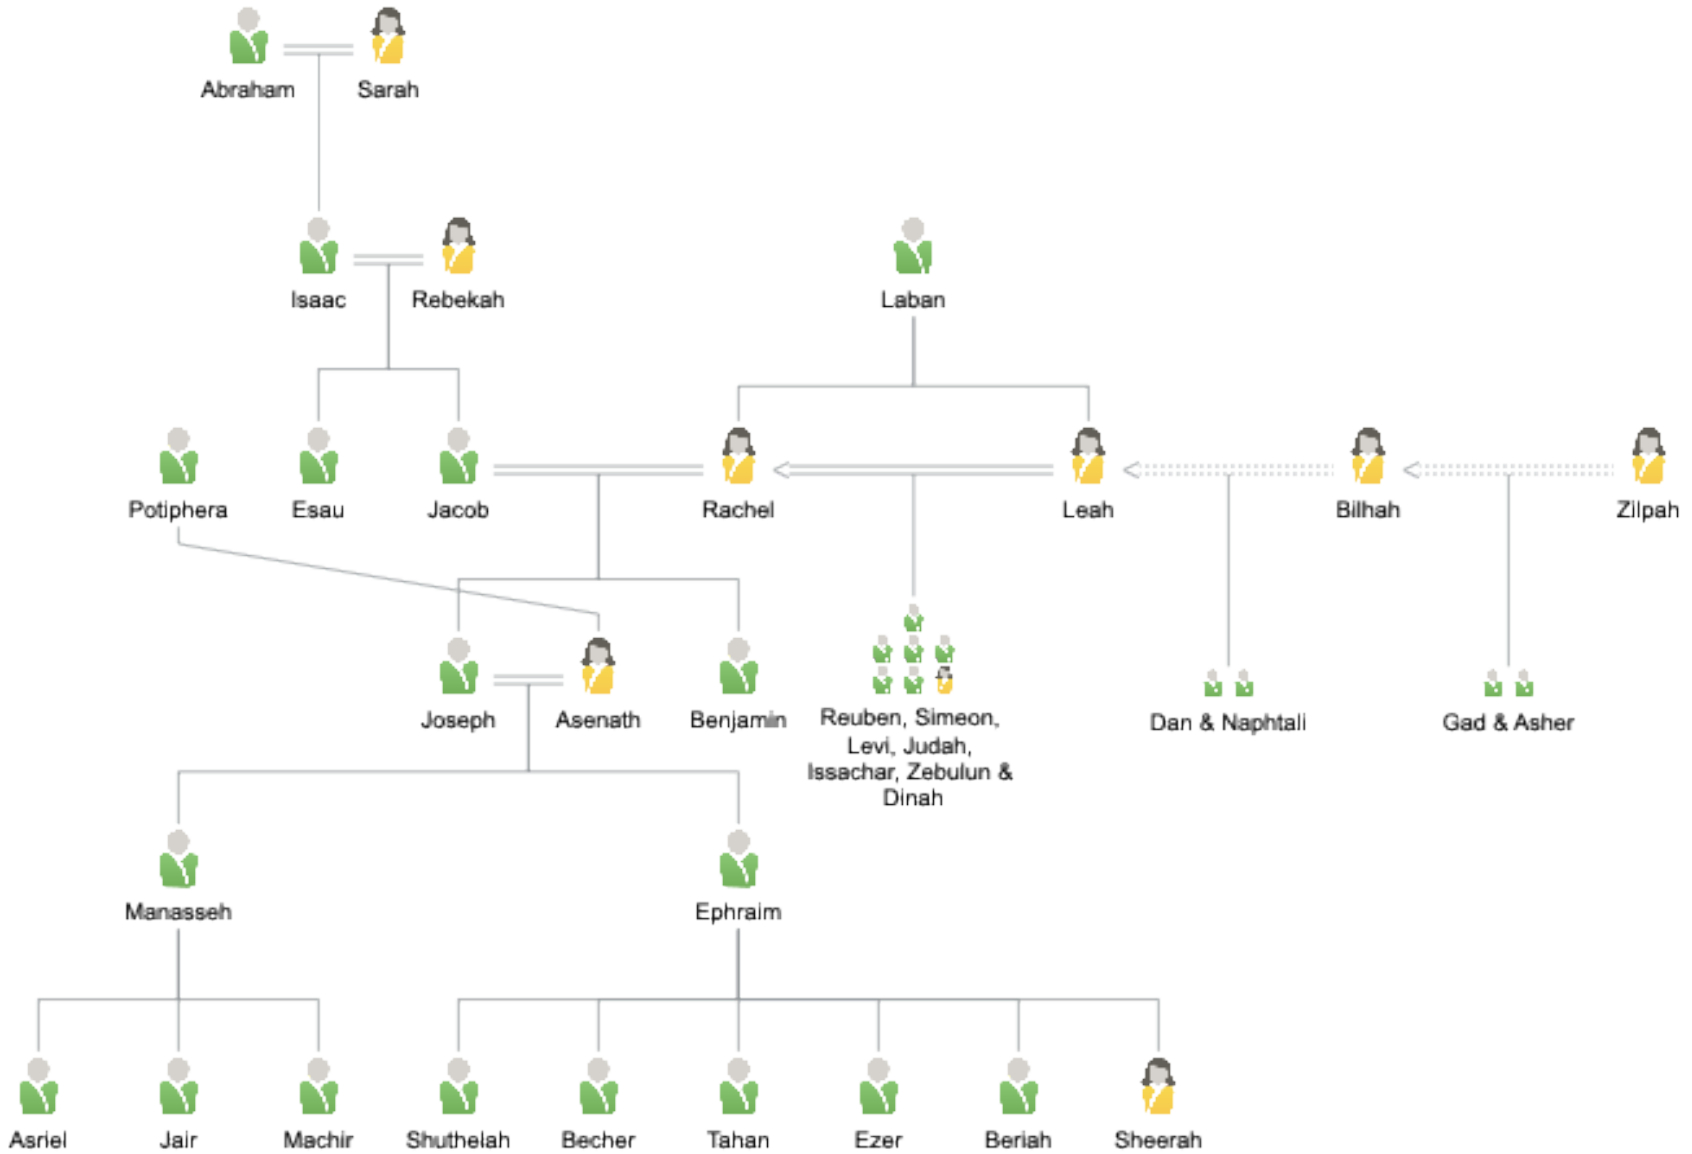 Abraham
Sarah
Isaac
Rebekah
Laban
Potiphera
Esau
Jacob
Rachel
Leah
Bilhah
Zilpah
Joseph
Asenath
Benjamin
Reuben, Simeon,
Levi, Judah,
Issachar, Zebulun &
Dinah
Dan & Naphtali
Gad & Asher
Manasseh
Ephraim
Asriel
Jair
Machir
Shuthelah
Becher
Tahan
Ezer
Beriah
Sheerah